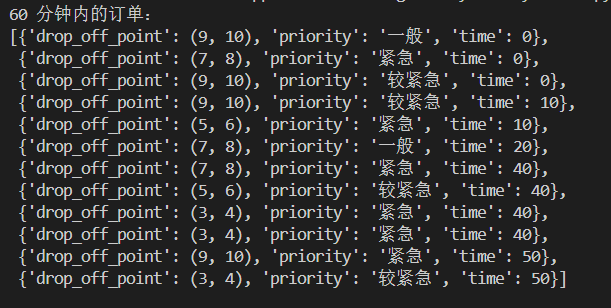 60 分钟内的订单：
[{'drop_off_point': (9, 10), 'priority': '一般', 'time': 0},
{'drop_off_point': (7, 8), 'priority': '紧急', 'time': 0},
{'drop_off_point': (9, 10), 'priority': '较紧急', 'time': 0},
{'drop_off_point': (9, 10), 'priority': '较紧急', 'time': 10},
{'drop_off_point': (5, 6), 'priority': '紧急', 'time': 10},
{'drop_off_point': (7, 8), 'priority': '一般', 'time': 20},
{'drop_off_point': (7, 8), 'priority': '紧急', 'time': 40},
{'drop_off_point': (5, 6), 'priority': '较紧急', 'time': 40},
{'drop_off_point': (3, 4), 'priority': '紧急', 'time': 40},
{'drop_off_point': (3, 4), 'priority': '紧急', 'time': 40},
{'drop_off_point': (9, 10), 'priority': '紧急', 'time': 50},
{'drop_off_point': (3, 4), 'priority': '较紧急', 'time': 50}]